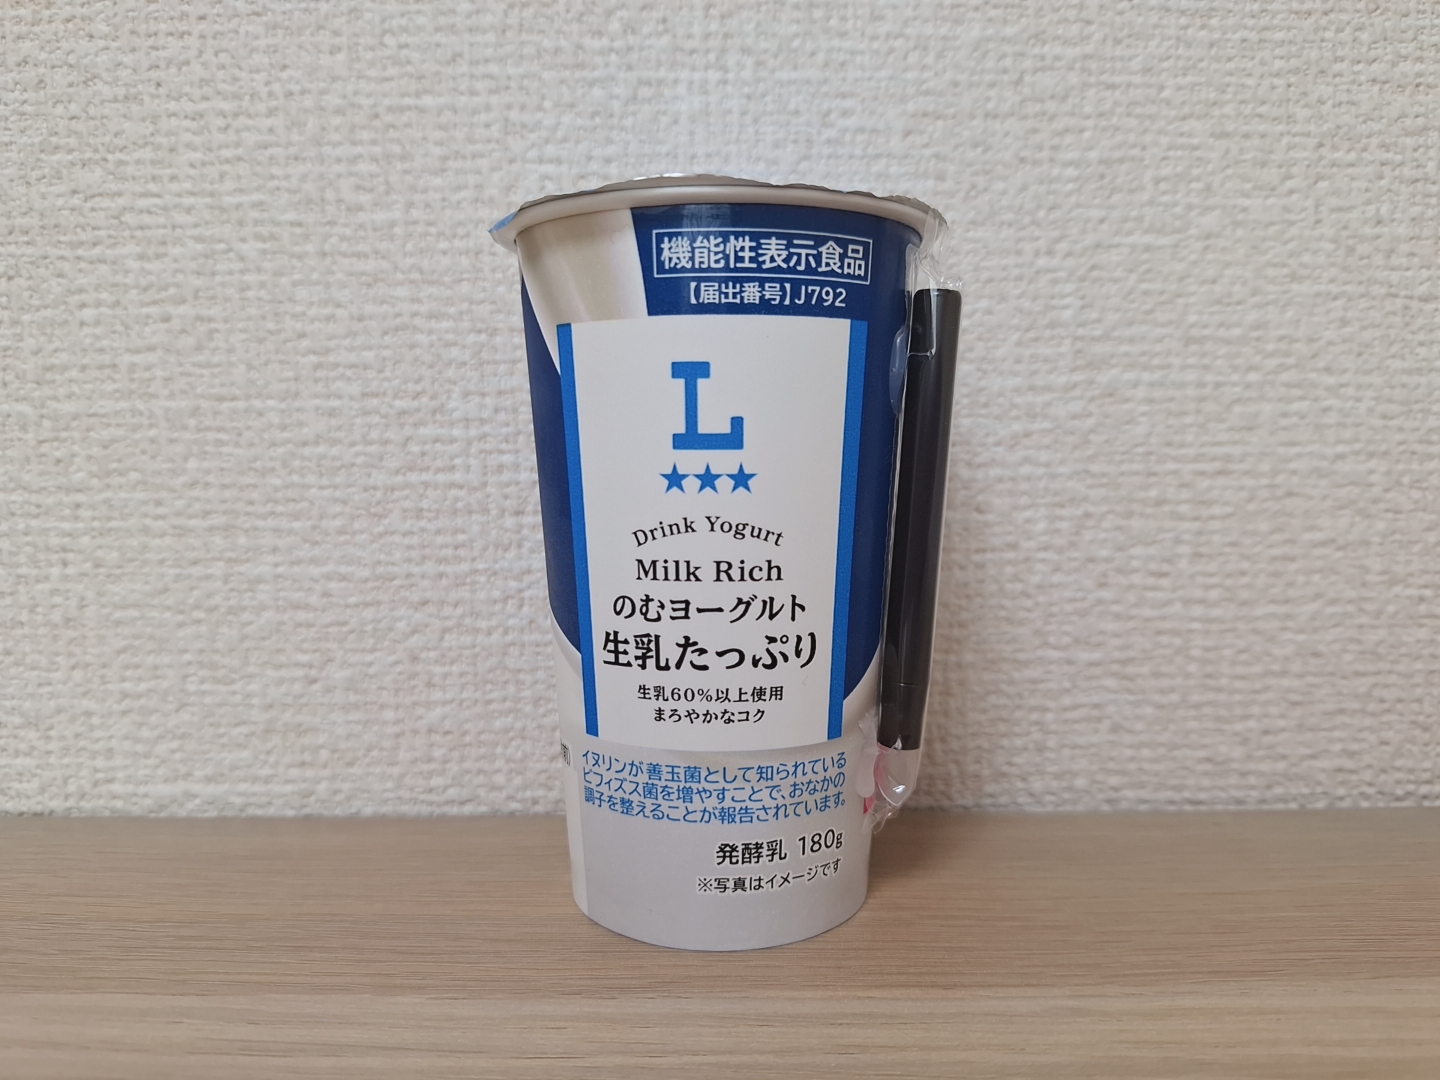 機能性表示食品
【届出番号】J792
L
★★★
Drink Yogurt
Milk Rich
のむヨーグルト
生乳たっぷり
生乳60%以上使用
まろやかなコク
イヌリンが善玉菌として知られている
ビフィズス菌を増やすことで、おなかの
調子を整えることが報告されています。
発酵乳 180g
※写真はイメージです